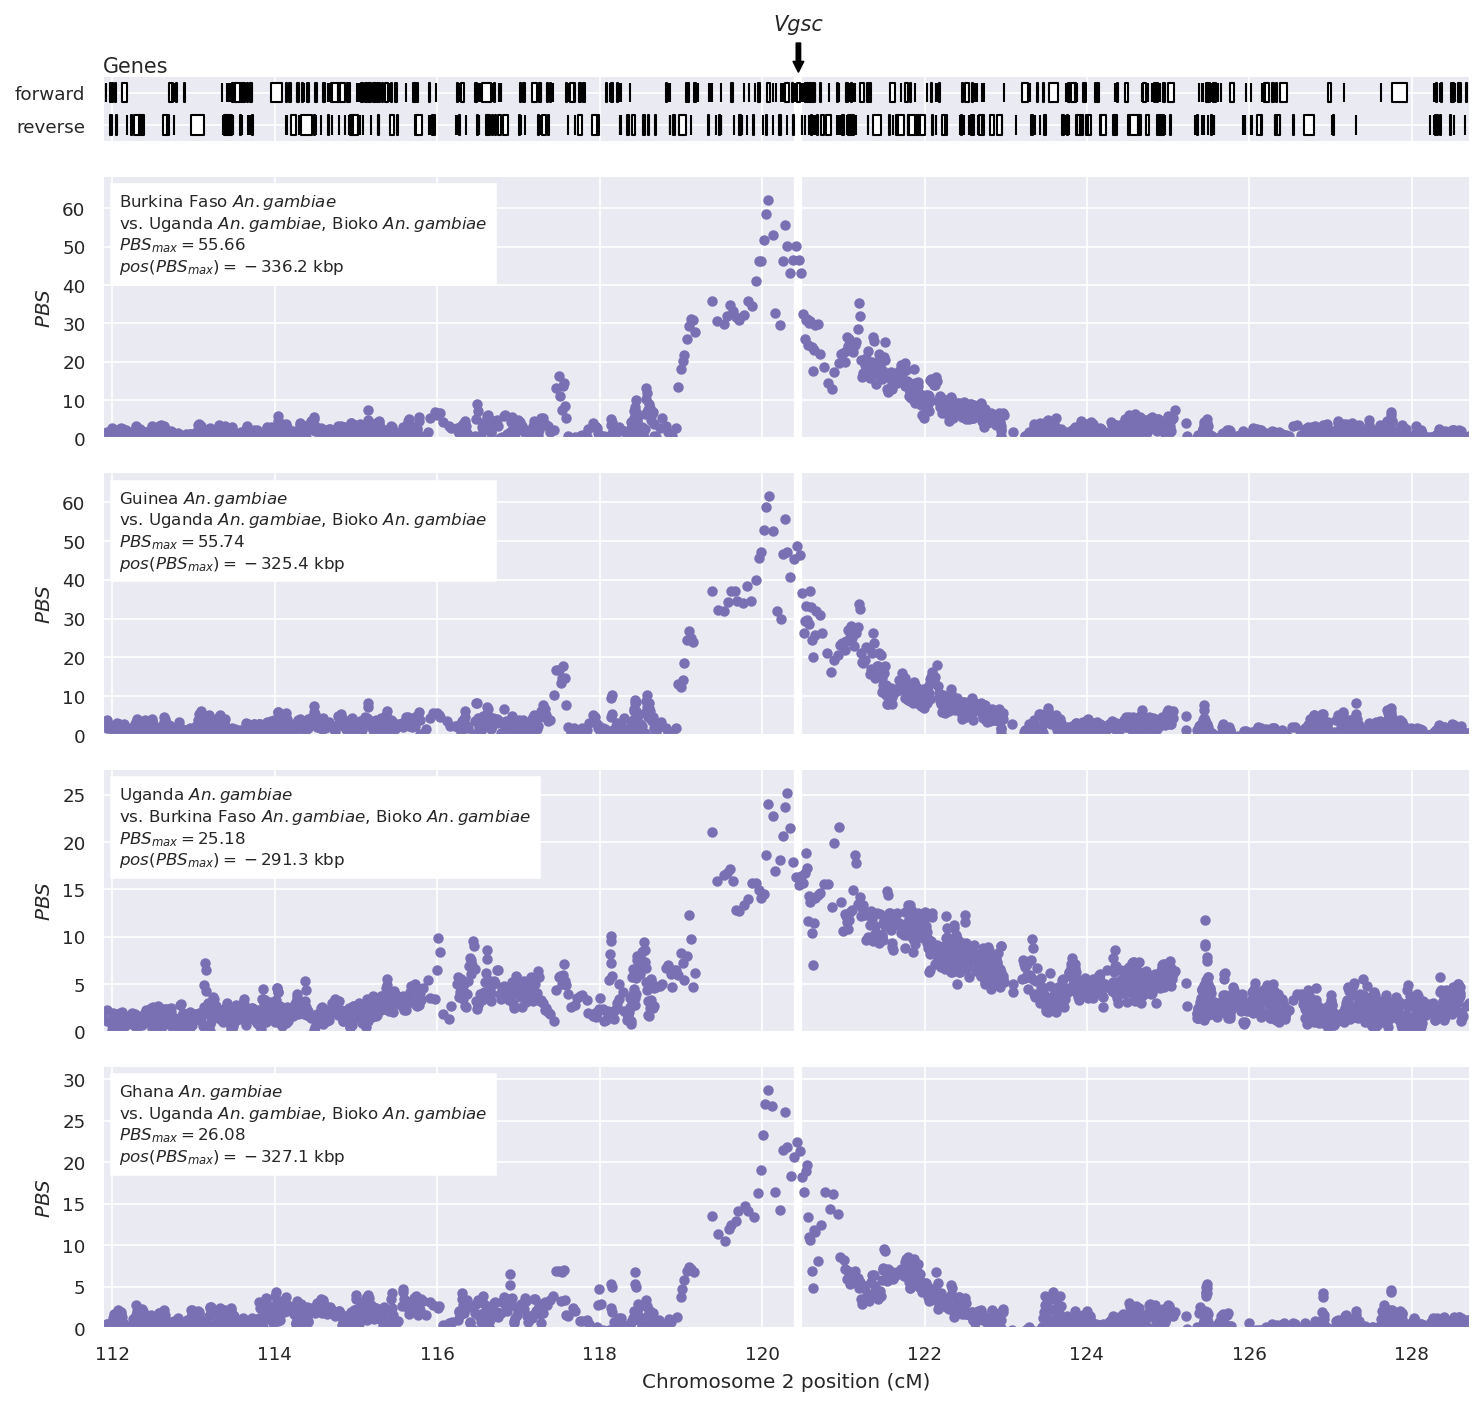 Vgsc
Genes
forward
reverse
Burkina Faso An. gambiae
vs. Uganda An. gambiae, Bioko An. gambiae
PBSmax = 55.66
pos(PBSmax) = −336.2 kbp
PBS
60
50
40
30
20
10
0
Guinea An. gambiae
vs. Uganda An. gambiae, Bioko An. gambiae
PBSmax = 55.74
pos(PBSmax) = −325.4 kbp
PBS
60
50
40
30
20
10
0
Uganda An. gambiae
vs. Burkina Faso An. gambiae, Bioko An. gambiae
PBSmax = 25.18
pos(PBSmax) = −291.3 kbp
PBS
25
20
15
10
5
0
Ghana An. gambiae
vs. Uganda An. gambiae, Bioko An. gambiae
PBSmax = 26.08
pos(PBSmax) = −327.1 kbp
PBS
30
25
20
15
10
5
0
112 114 116 118 120 122 124 126 128
Chromosome 2 position (cM)